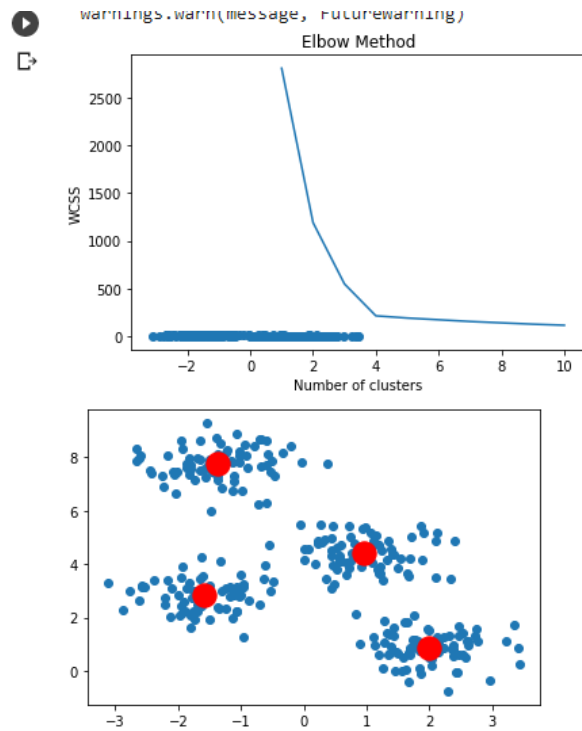 warnings.warn(message, FutureWarning)
Elbow Method
2500
2000
1500
1000
500
0
WCSS
−2 0 2 4 6 8 10
Number of clusters
8
6
4
2
0
−3 −2 −1 0 1 2 3